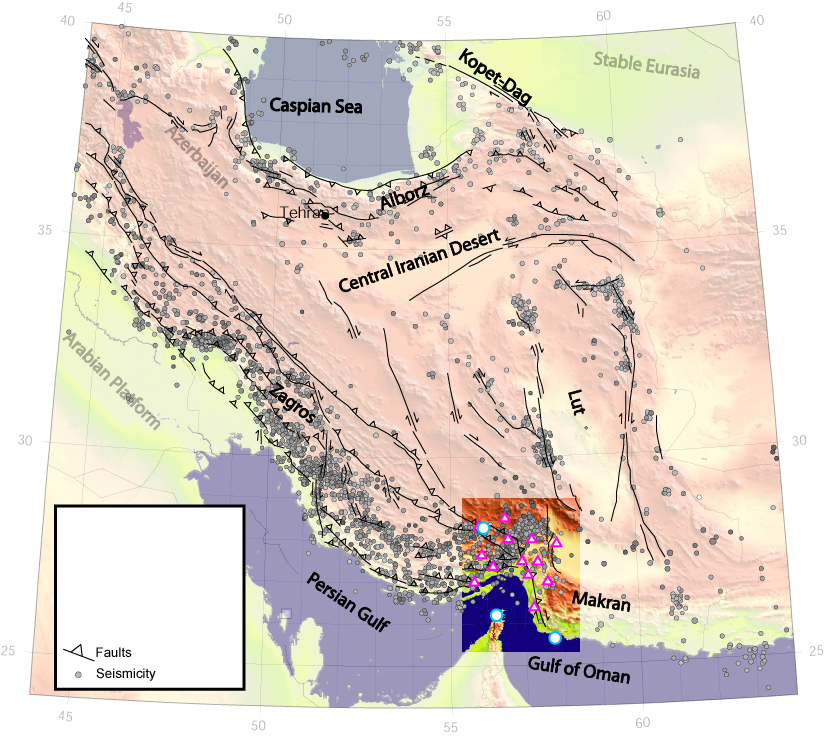 45
50
55
60
40
40
Kopet-Dag
Stable Eurasia
Caspian Sea
Azerbaijan
Alborz
Tehran
35
35
Central Iranian Desert
Arabian Platform
Zagros
Lut
30
30
Persian Gulf
Makran
Gulf of Oman
25
25
Faults
Seismicity
45
50
55
60